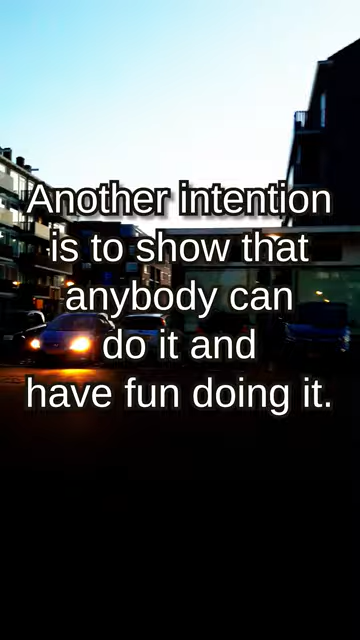 Another intention
is to show that
anybody can
do it and
have fun doing it.